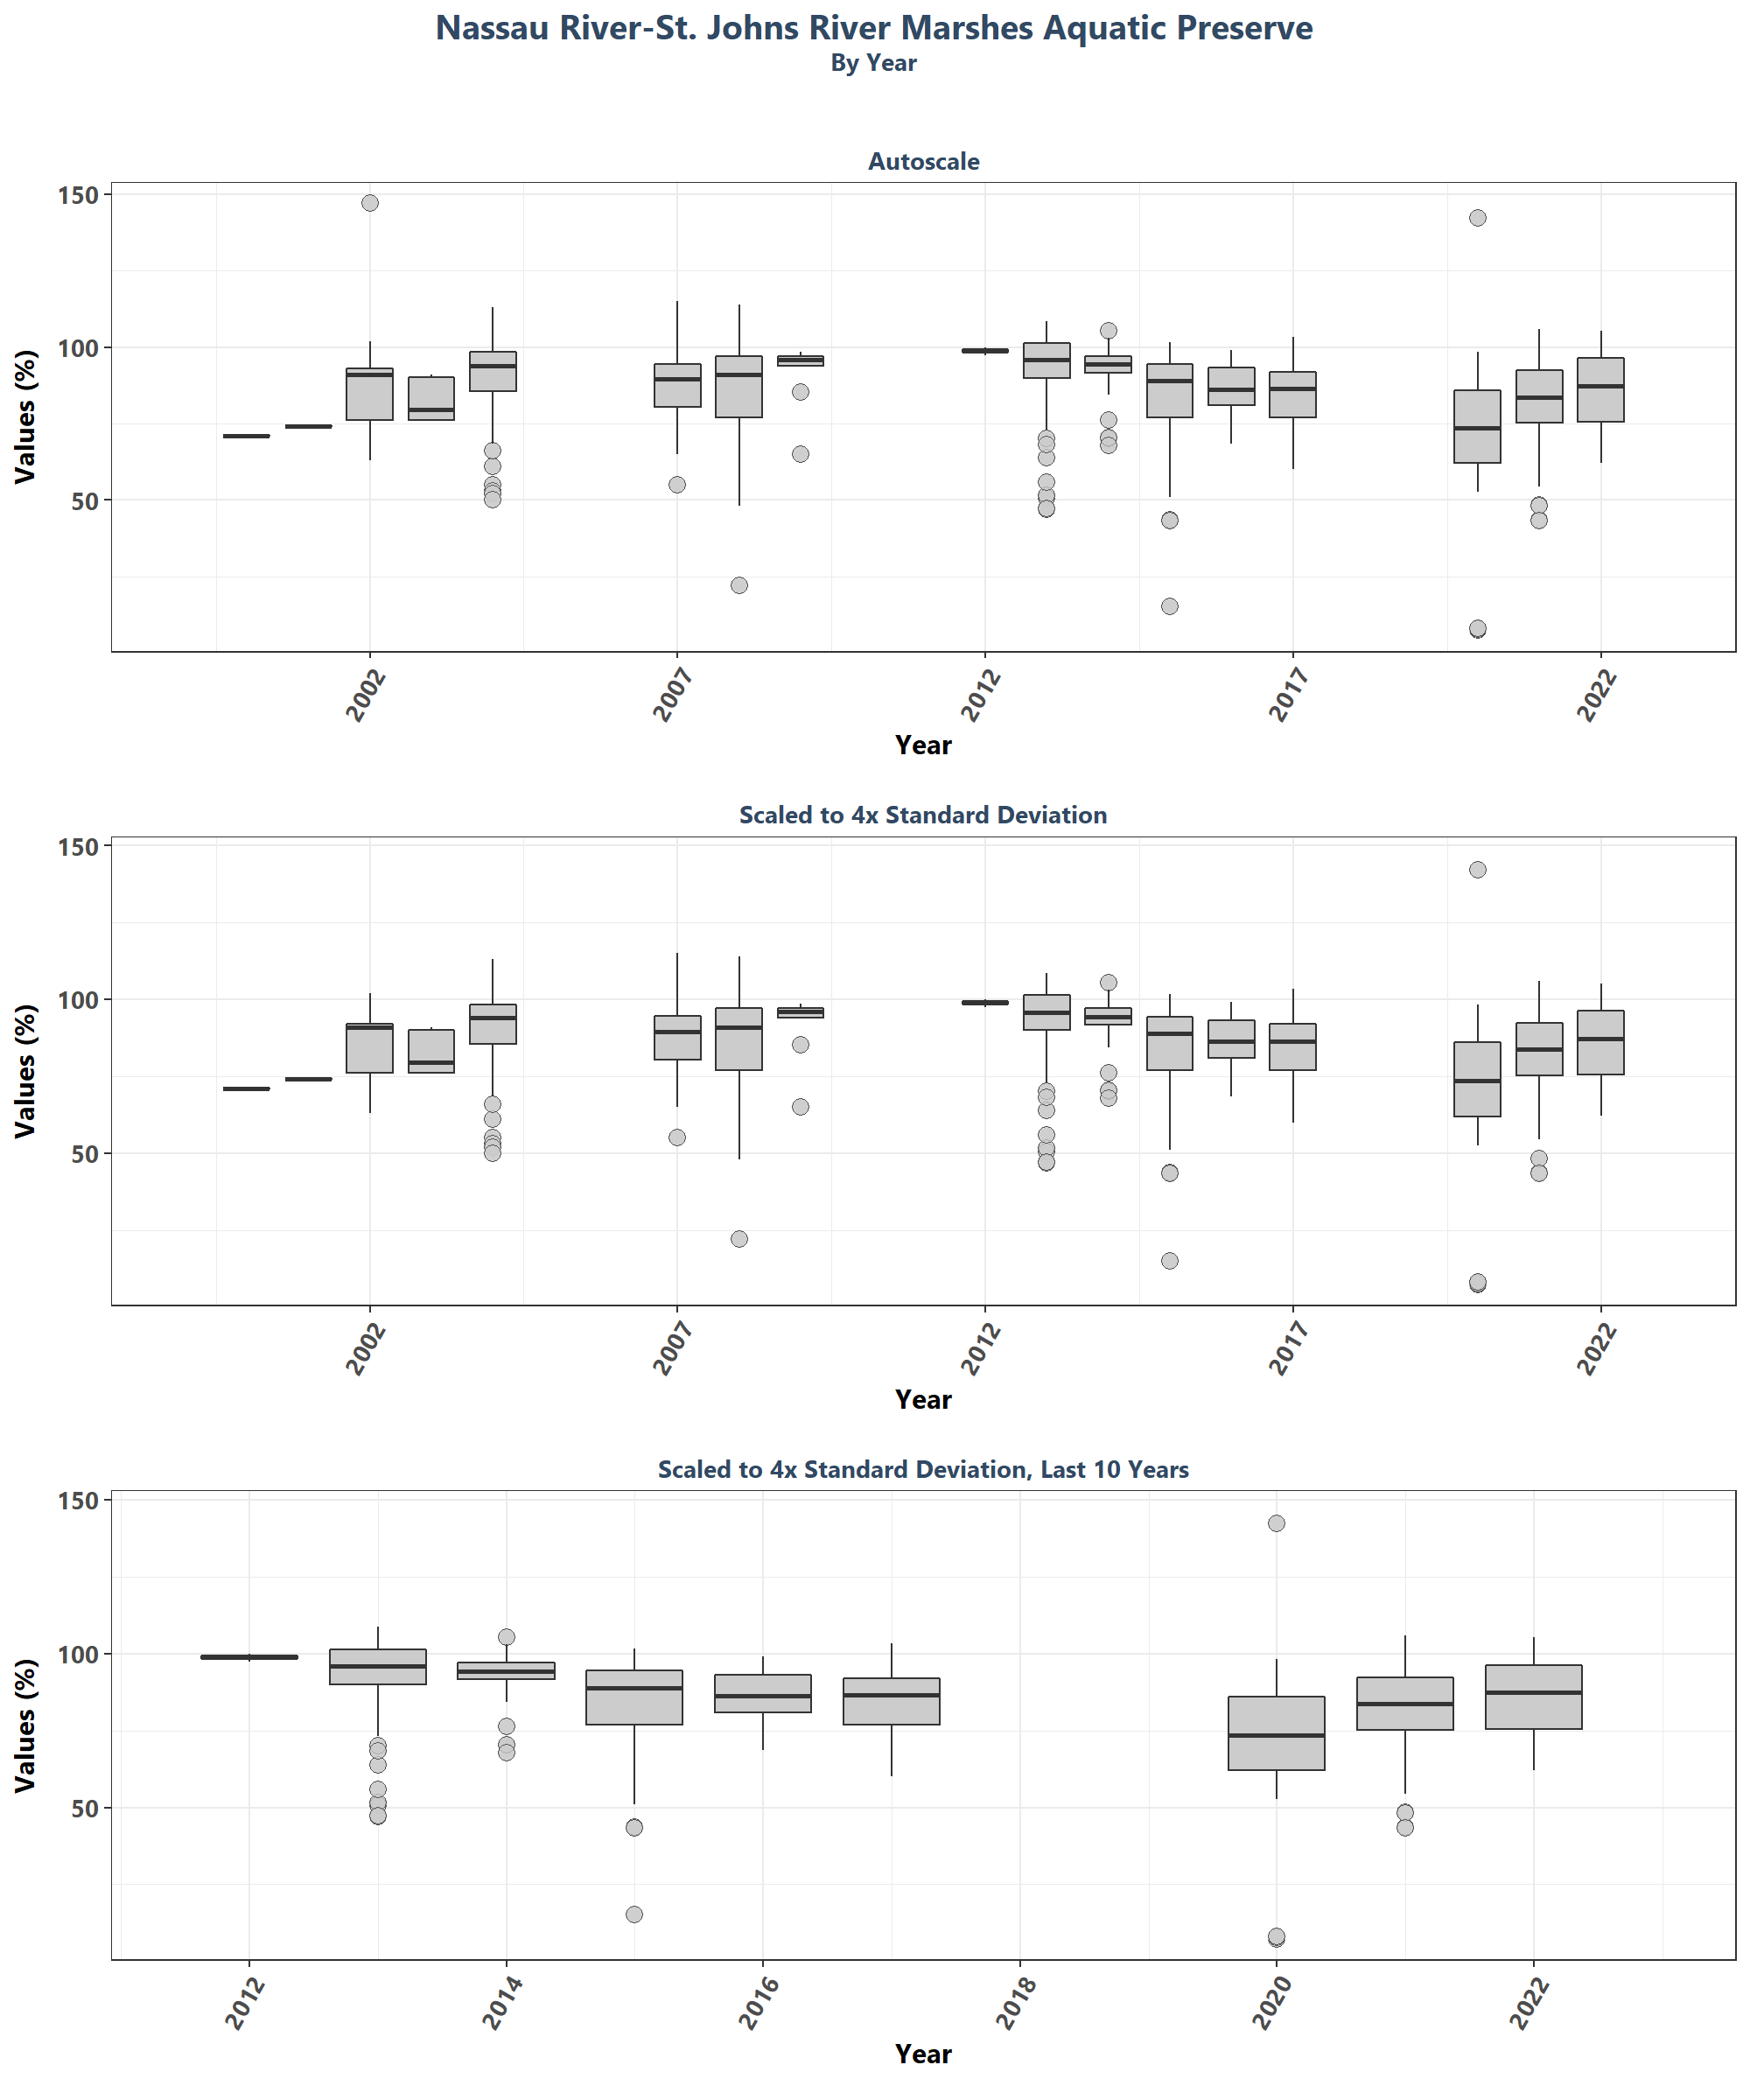 Nassau River-St. Johns River Marshes Aquatic Preserve
By Year
Autoscale
150
100
50
Values (%)
2002
2007
2012
2017
2022
Year
Scaled to 4x Standard Deviation
150
100
50
Values (%)
2002
2007
2012
2017
2022
Year
Scaled to 4x Standard Deviation, Last 10 Years
150
100
50
Values (%)
2012
2014
2016
2018
2020
2022
Year